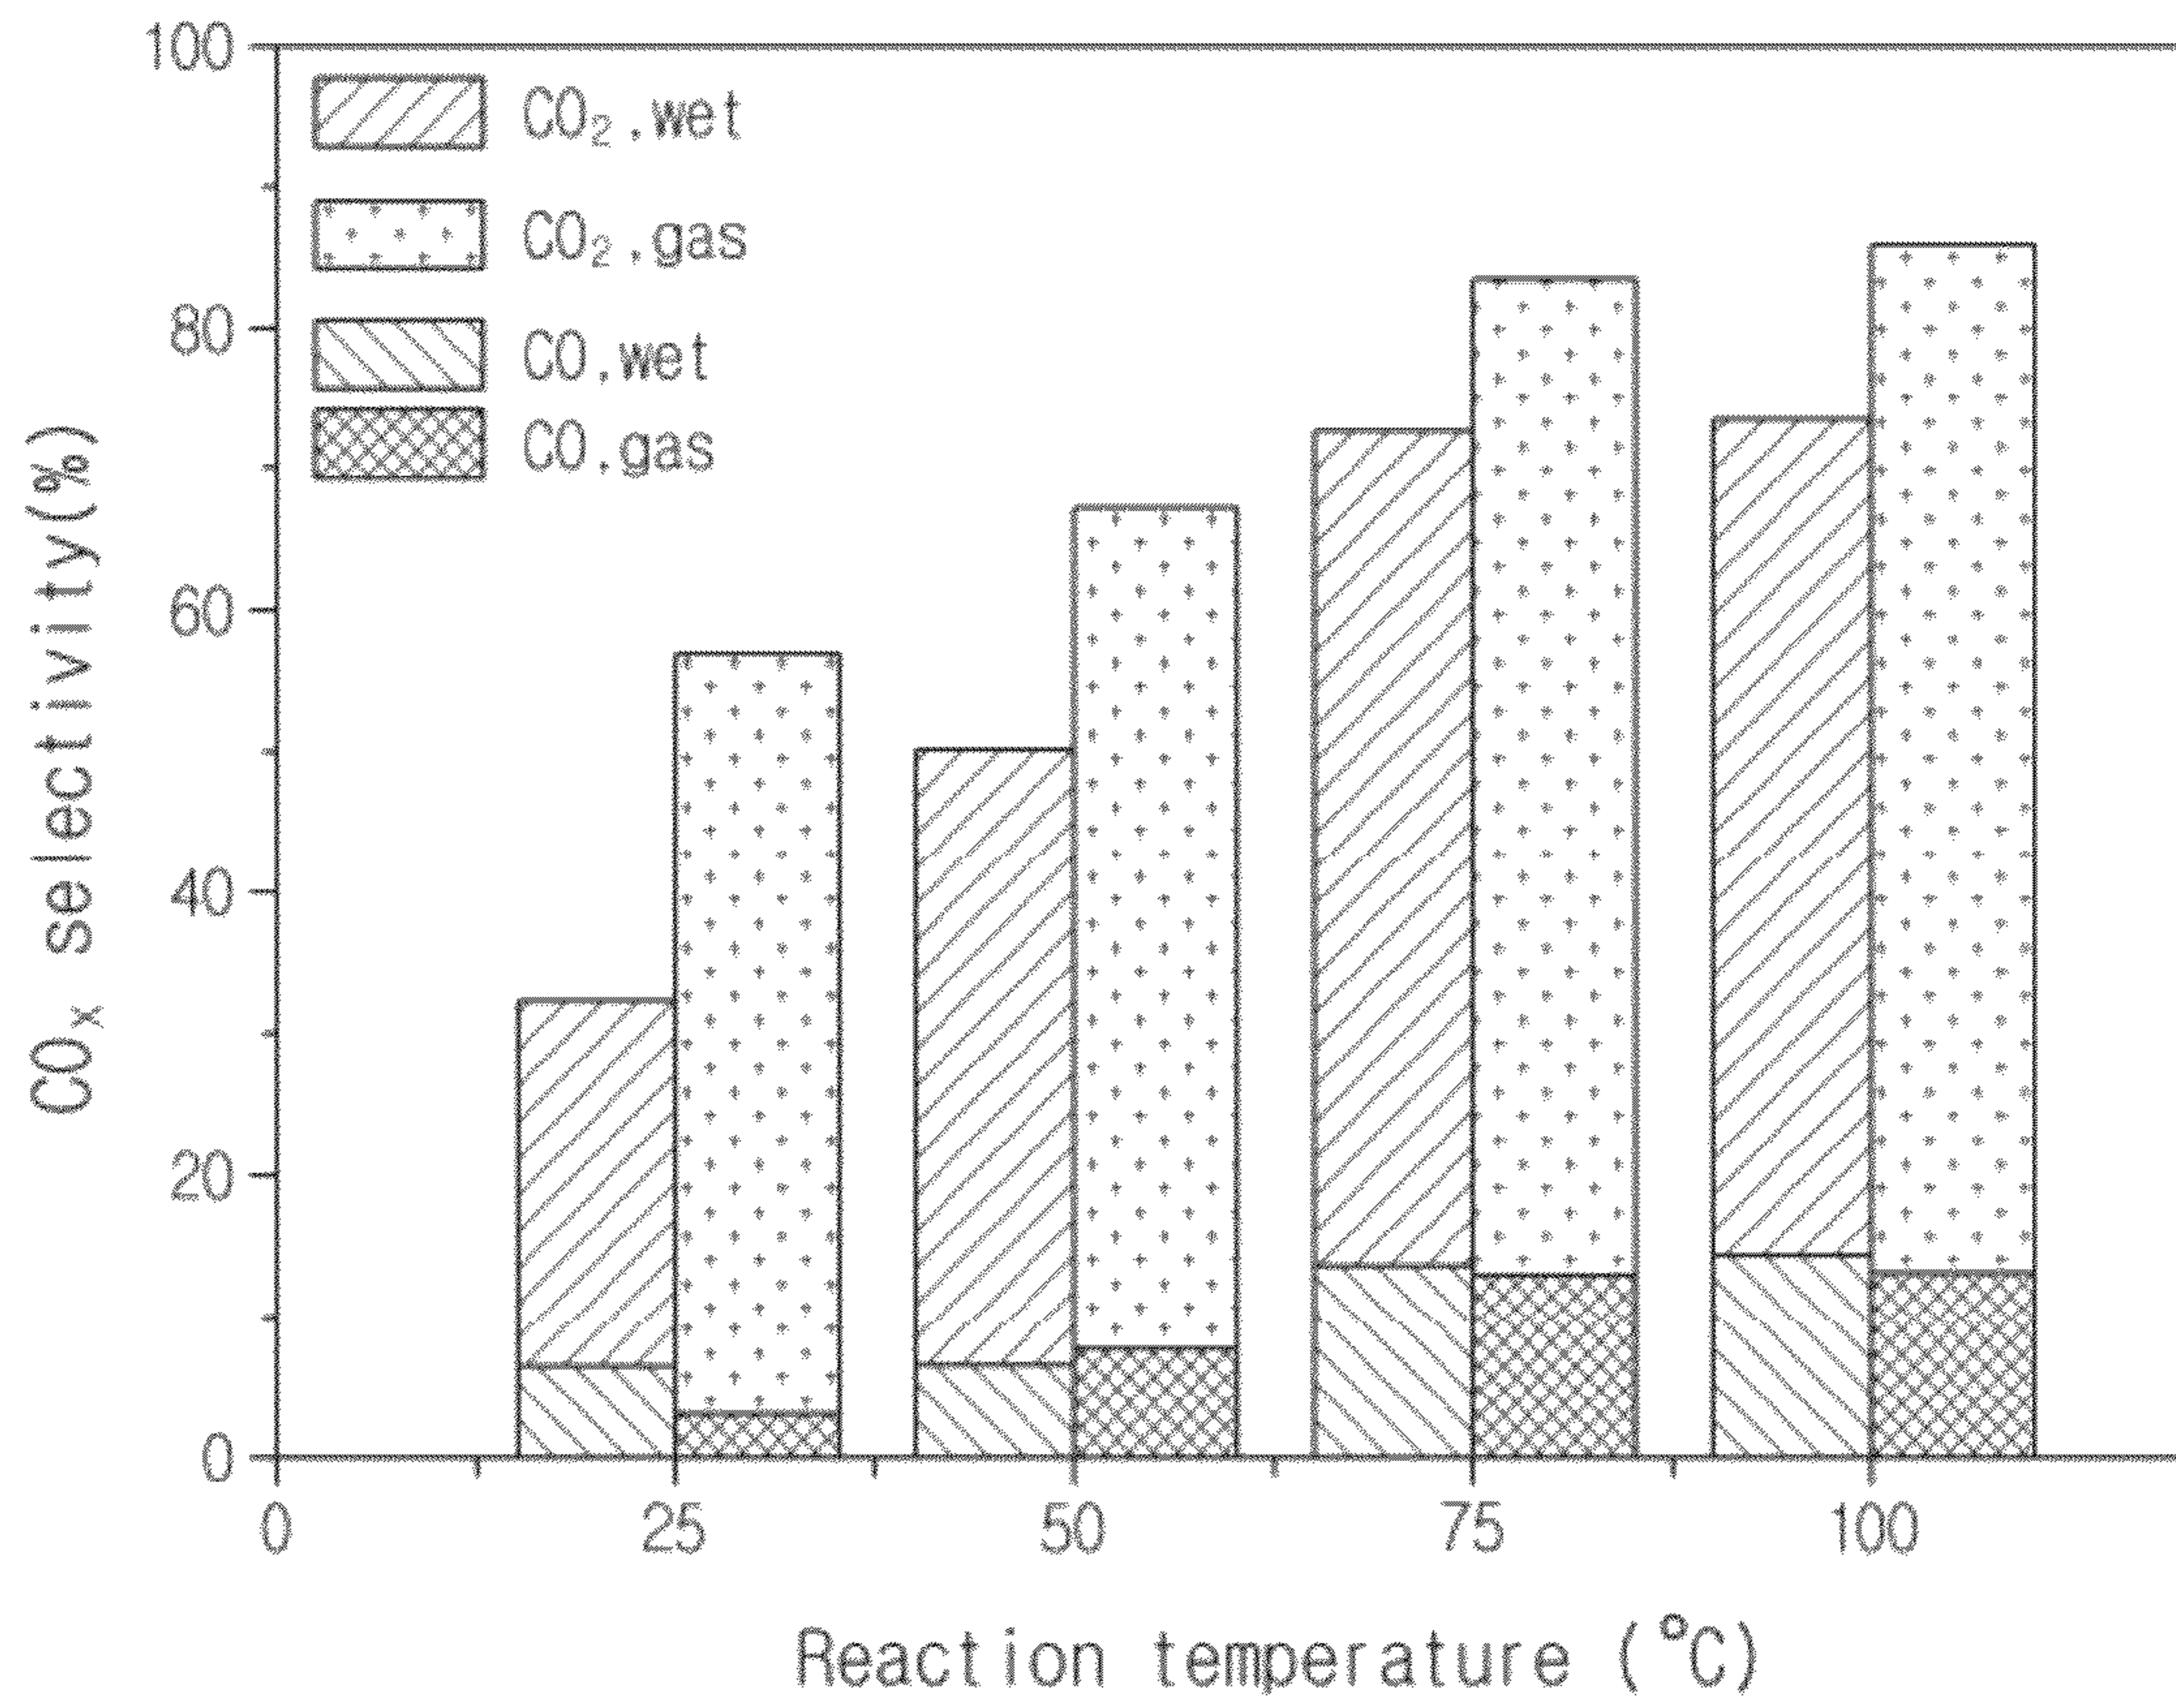 100
80
60
40
20
0
COₓ selectivity(%)
CO₂.wet
CO₂.gas
CO.wet
CO.gas
0 25 50 75 100
Reaction temperature (°C)